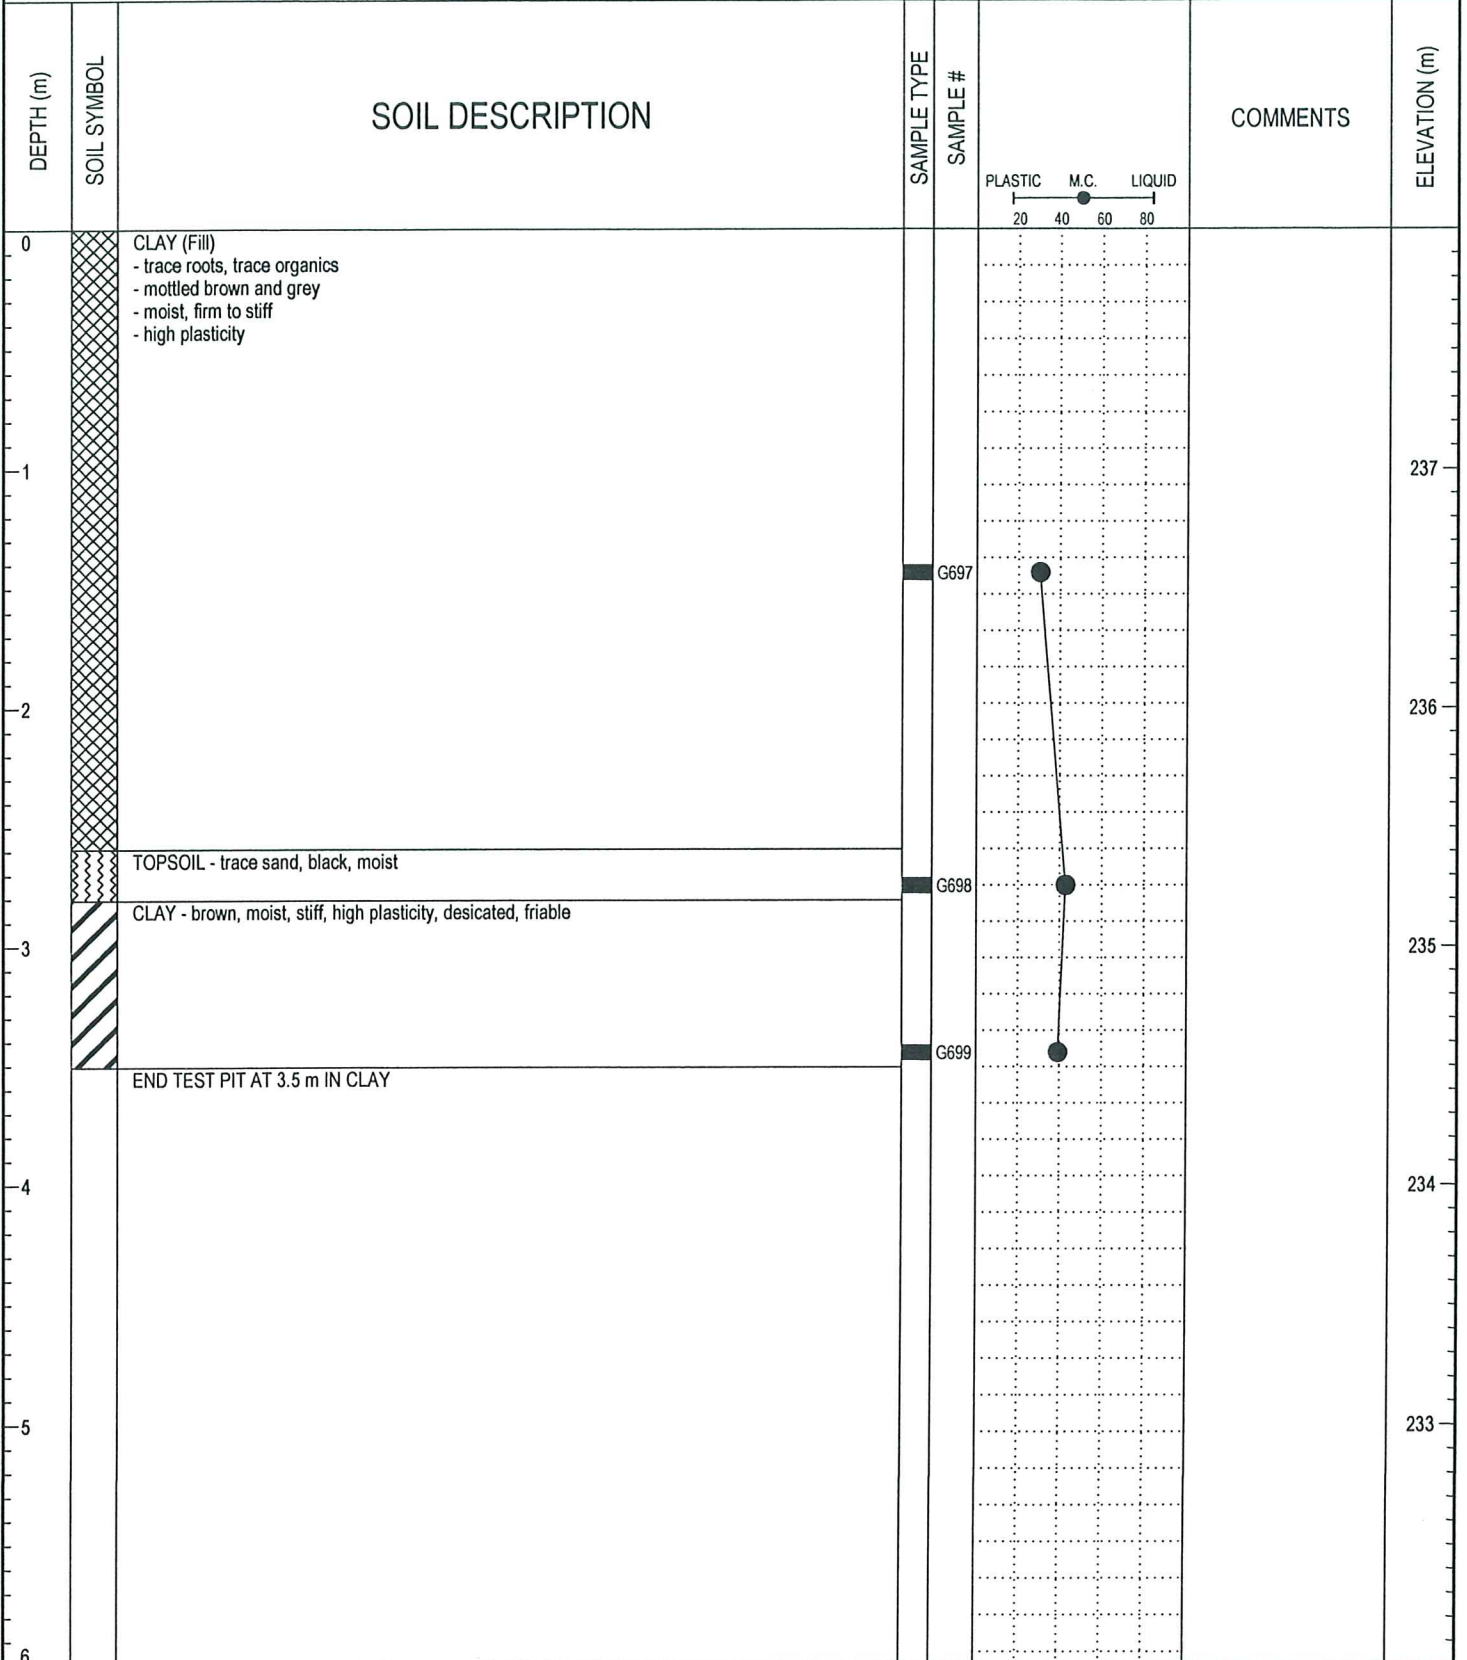 DEPTH (m)
SOIL SYMBOL
SOIL DESCRIPTION
SAMPLE TYPE
SAMPLE #
PLASTIC M.C. LIQUID
20 40 60 80
COMMENTS
ELEVATION (m)
0
CLAY (Fill)
- trace roots, trace organics
- mottled brown and grey
- moist, firm to stiff
- high plasticity
1
237
G697
2
236
TOPSOIL - trace sand, black, moist
G698
CLAY - brown, moist, stiff, high plasticity, desicated, friable
3
235
G699
END TEST PIT AT 3.5 m IN CLAY
4
234
5
233
6